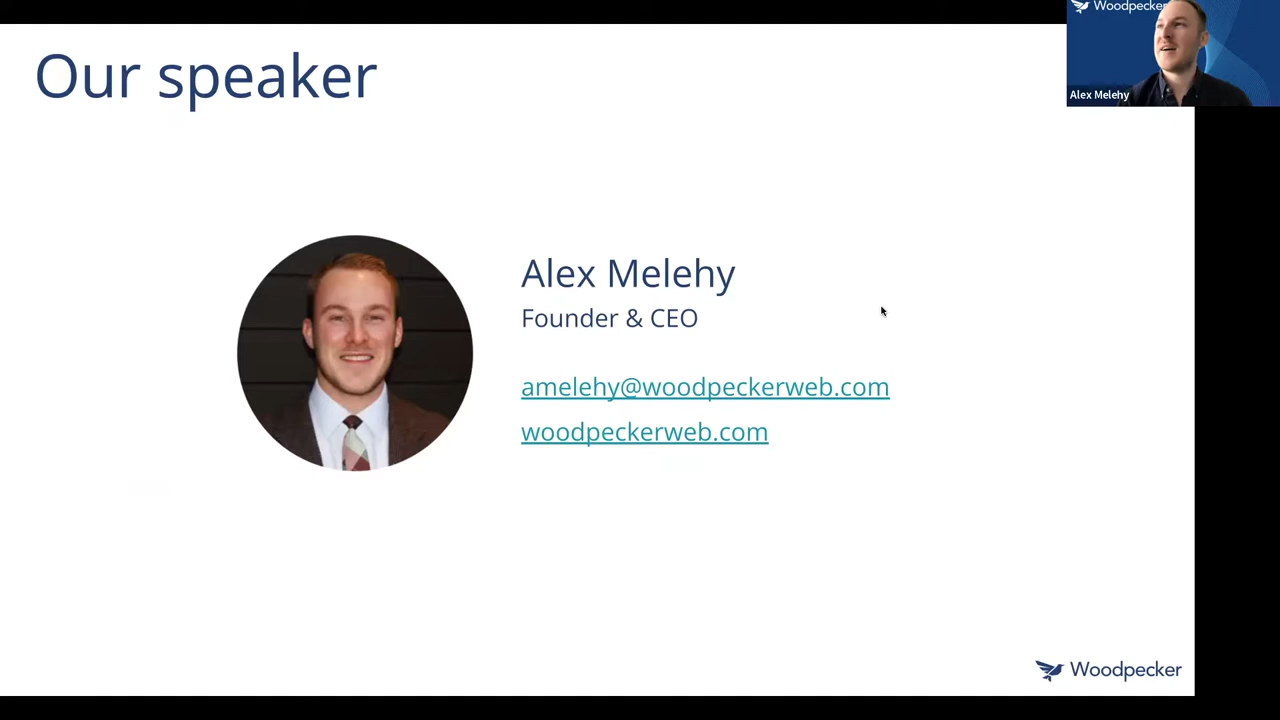 Our speaker
Woodpecker
Alex Melehy
Alex Melehy
Founder & CEO
amelehy@woodpeckerweb.com
woodpeckerweb.com
Woodpecker